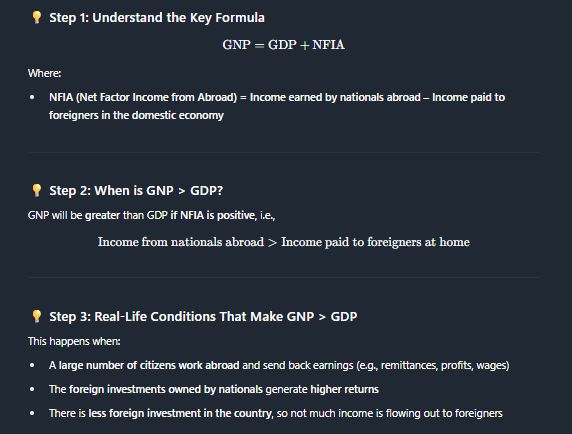 💡 Step 1: Understand the Key Formula
GNP = GDP + NFIA
Where:
• NFIA (Net Factor Income from Abroad) = Income earned by nationals abroad – Income paid to
foreigners in the domestic economy
💡 Step 2: When is GNP > GDP?
GNP will be greater than GDP if NFIA is positive, i.e.,
Income from nationals abroad > Income paid to foreigners at home
💡 Step 3: Real-Life Conditions That Make GNP > GDP
This happens when:
• A large number of citizens work abroad and send back earnings (e.g., remittances, profits, wages)
• The foreign investments owned by nationals generate higher returns
• There is less foreign investment in the country, so not much income is flowing out to foreigners